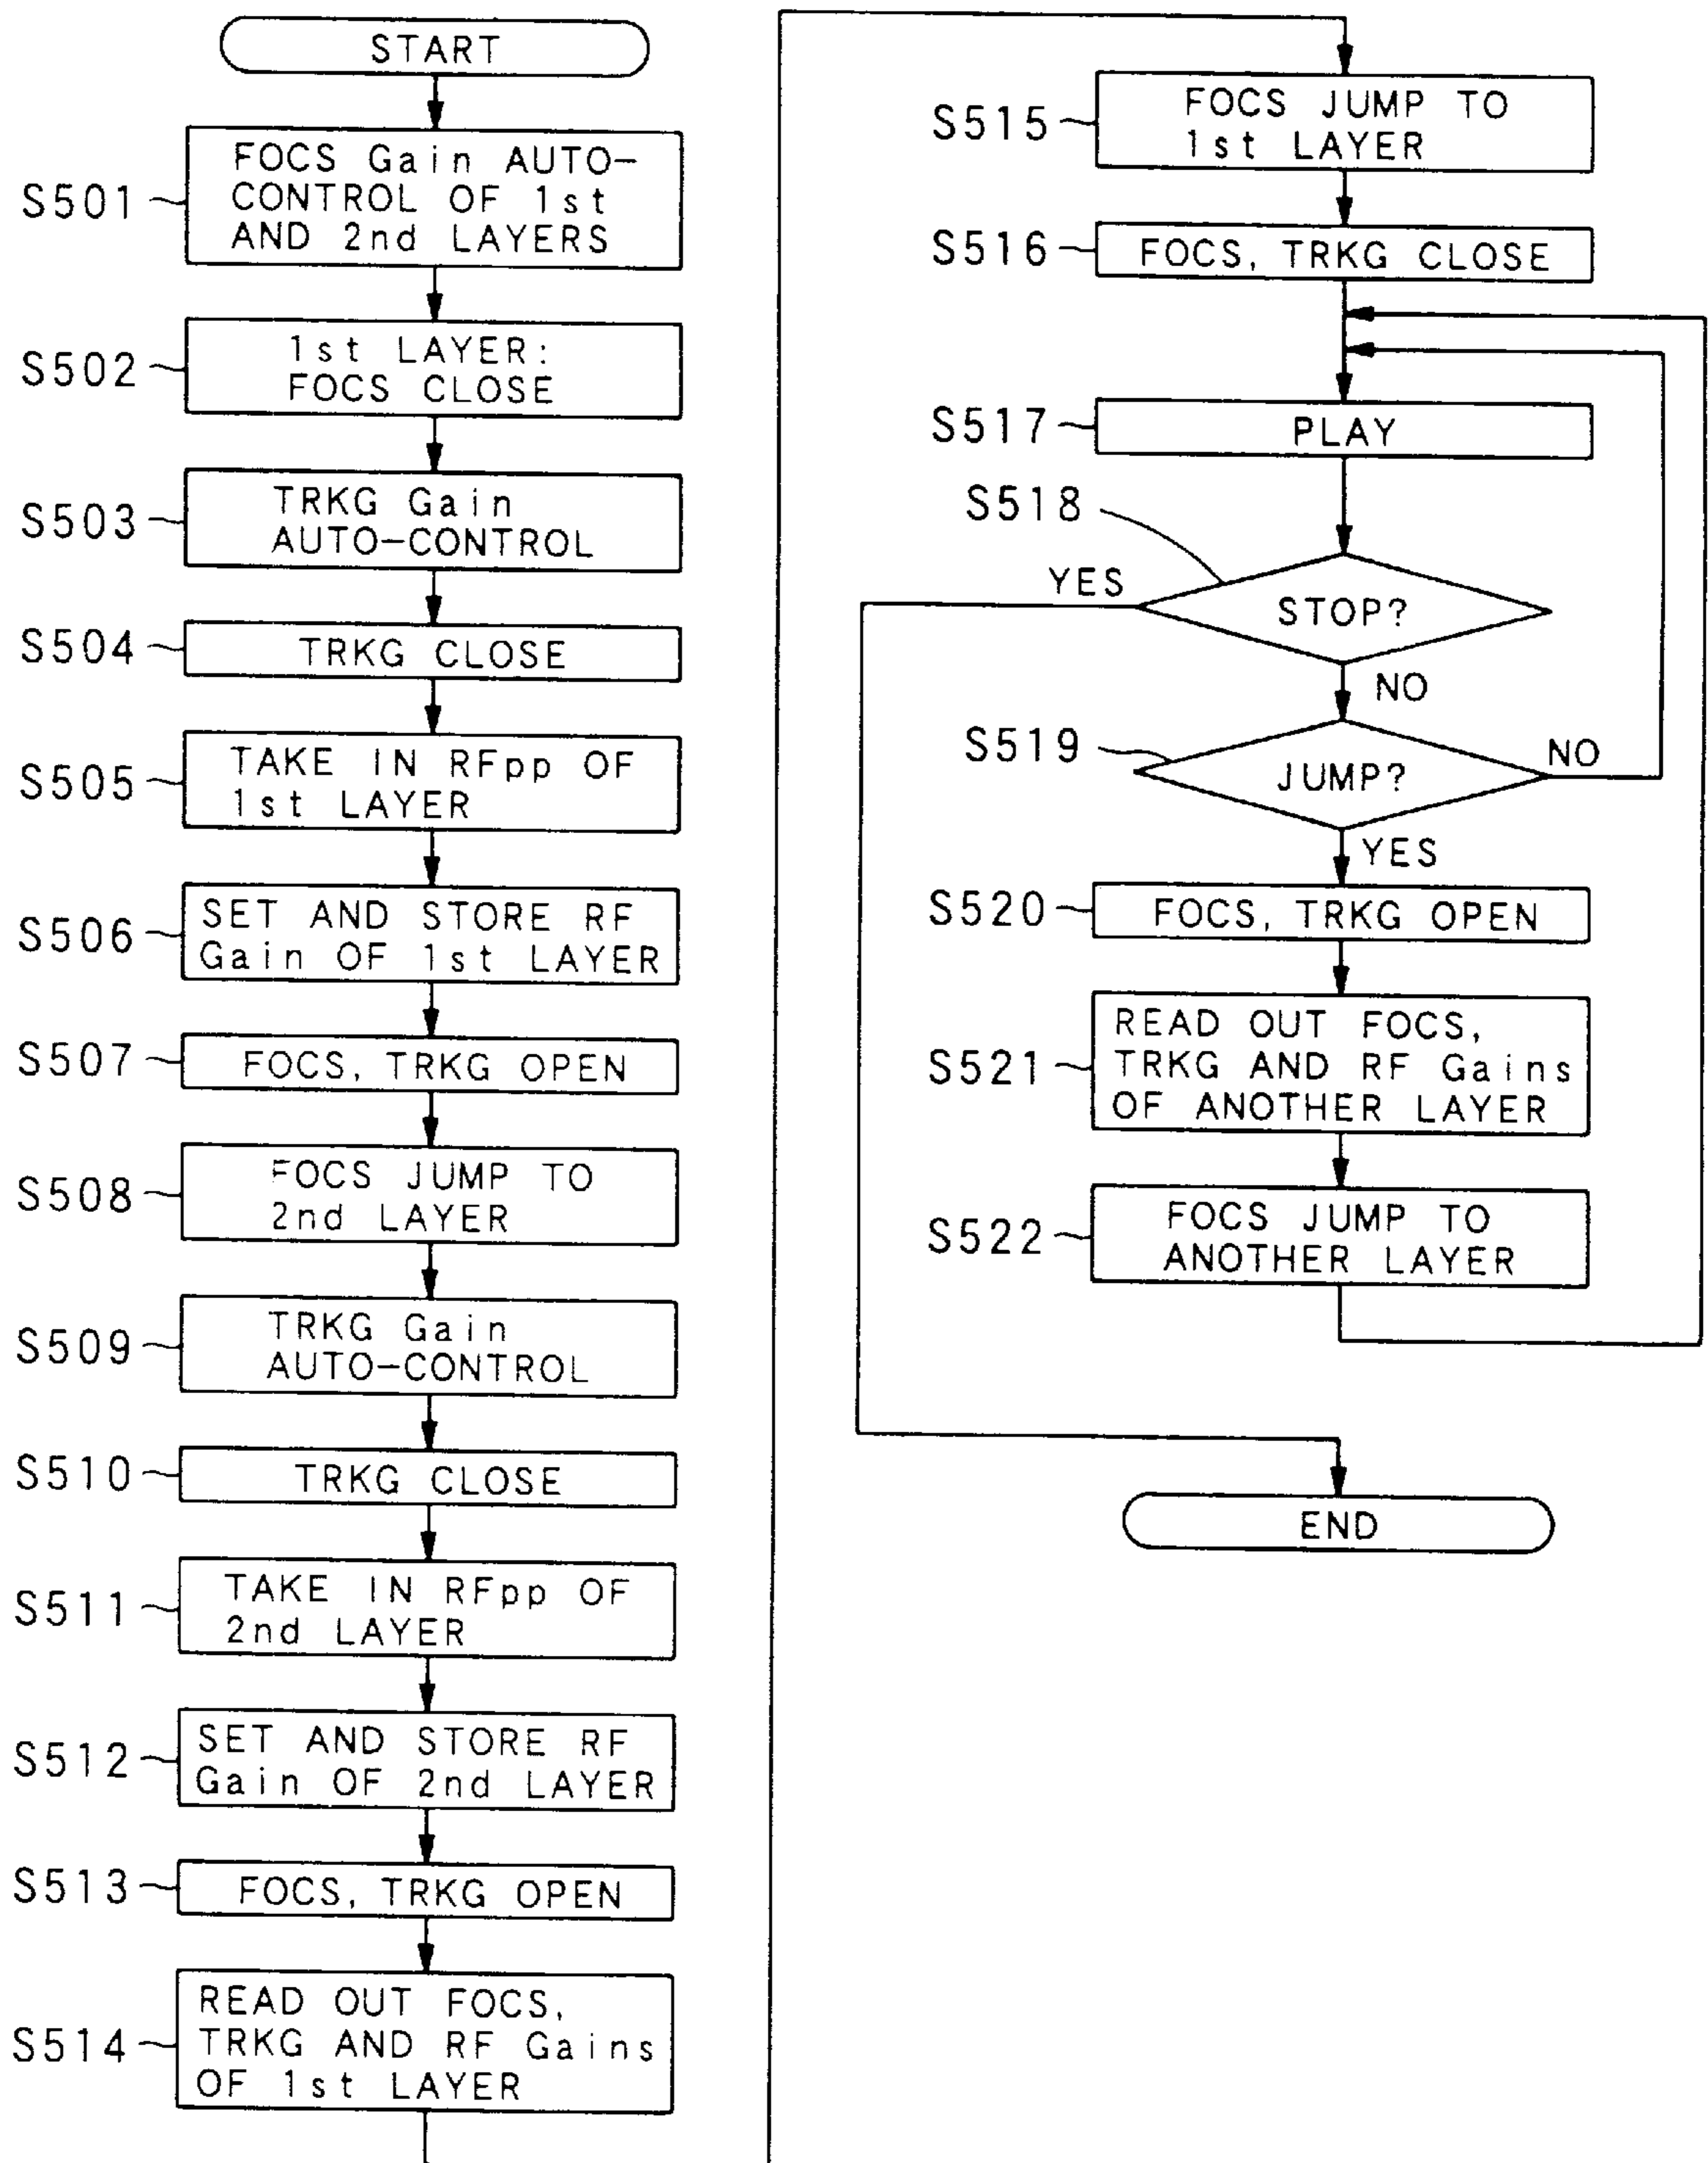 START
S501
FOCS Gain AUTO-
CONTROL OF 1st
AND 2nd LAYERS
S502
1st LAYER:
FOCS CLOSE
S503
TRKG Gain
AUTO-CONTROL
S504
TRKG CLOSE
S505
TAKE IN RFpp OF
1st LAYER
S506
SET AND STORE RF
Gain OF 1st LAYER
S507
FOCS, TRKG OPEN
S508
FOCS JUMP TO
2nd LAYER
S509
TRKG Gain
AUTO-CONTROL
S510
TRKG CLOSE
S511
TAKE IN RFpp OF
2nd LAYER
S512
SET AND STORE RF
Gain OF 2nd LAYER
S513
FOCS, TRKG OPEN
S514
READ OUT FOCS,
TRKG AND RF Gains
OF 1st LAYER
S515
FOCS JUMP TO
1st LAYER
S516
FOCS, TRKG CLOSE
S517
PLAY
S518
YES
STOP?
NO
S519
JUMP?
NO
YES
S520
FOCS, TRKG OPEN
S521
READ OUT FOCS,
TRKG AND RF Gains
OF ANOTHER LAYER
S522
FOCS JUMP TO
ANOTHER LAYER
END